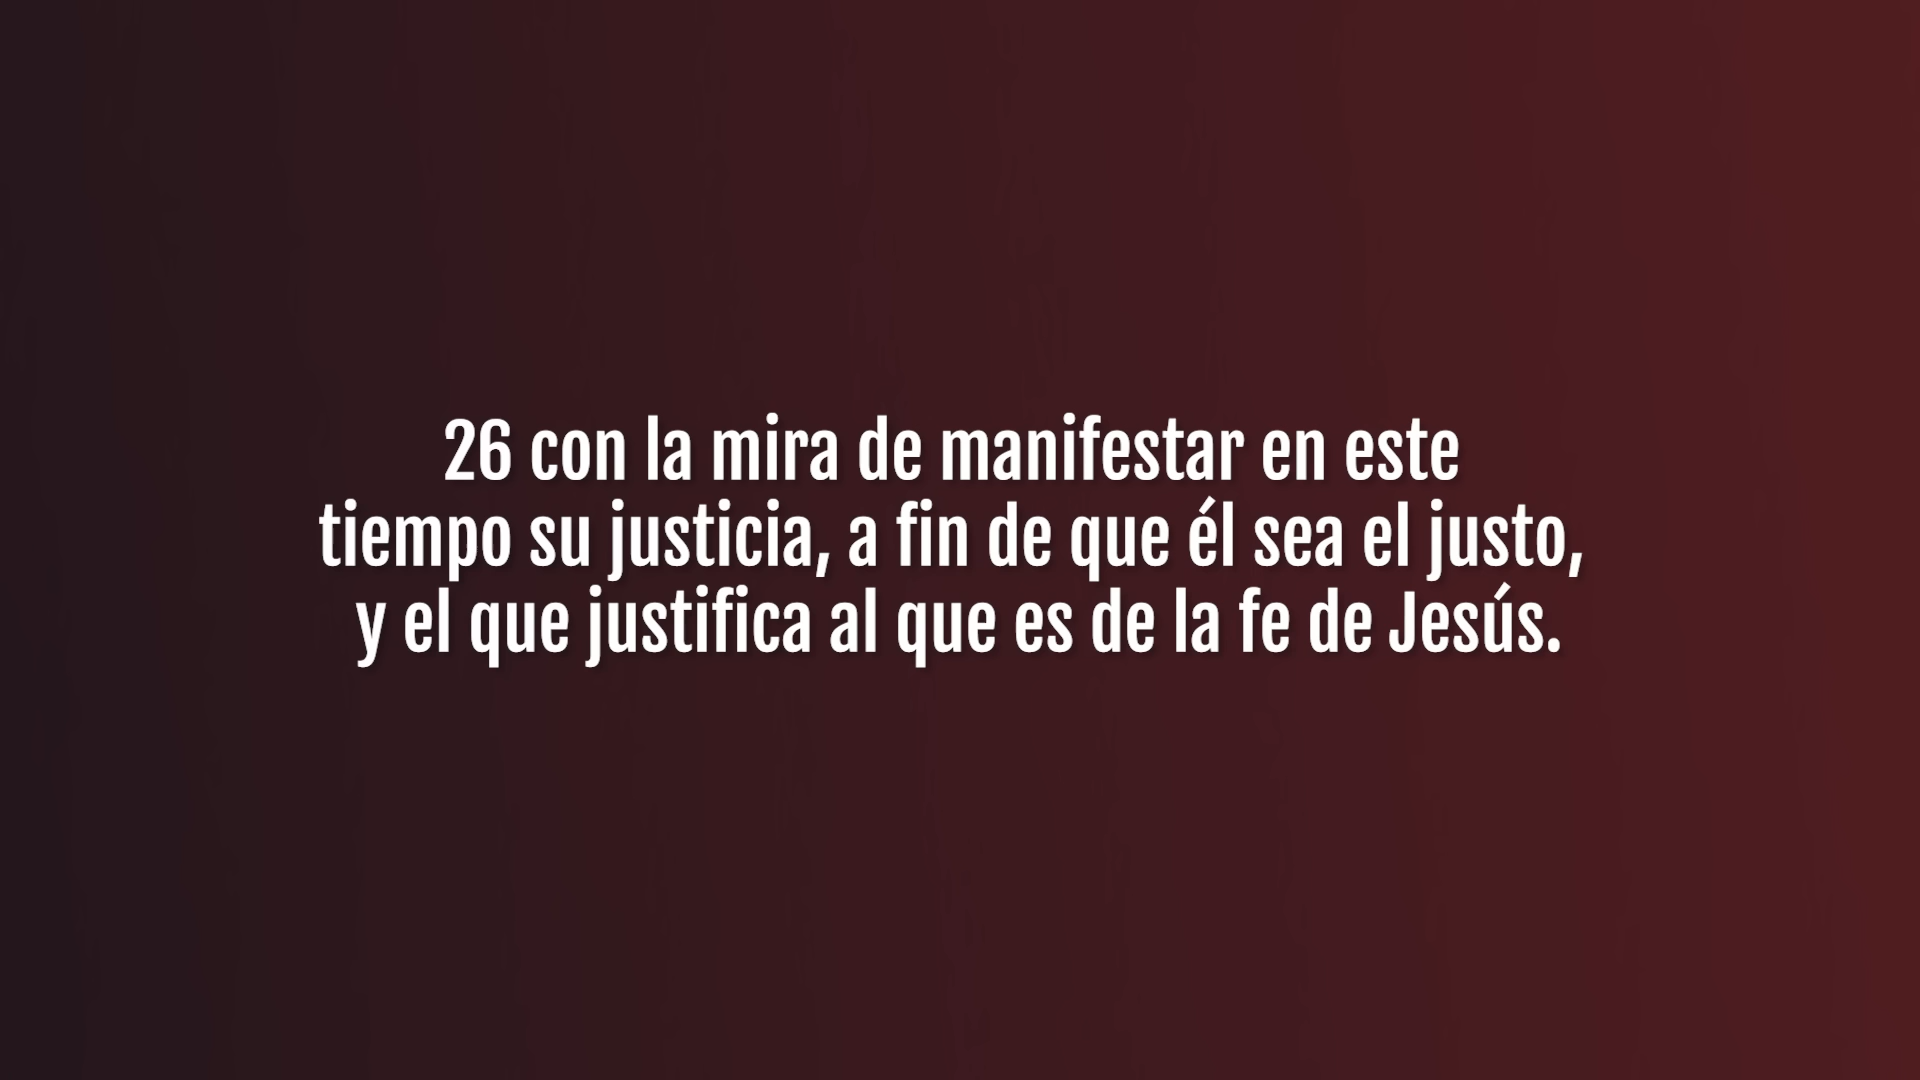 26 con la mira de manifestar en este
tiempo su justicia, a fin de que él sea el justo,
y el que justifica al que es de la fe de Jesús.